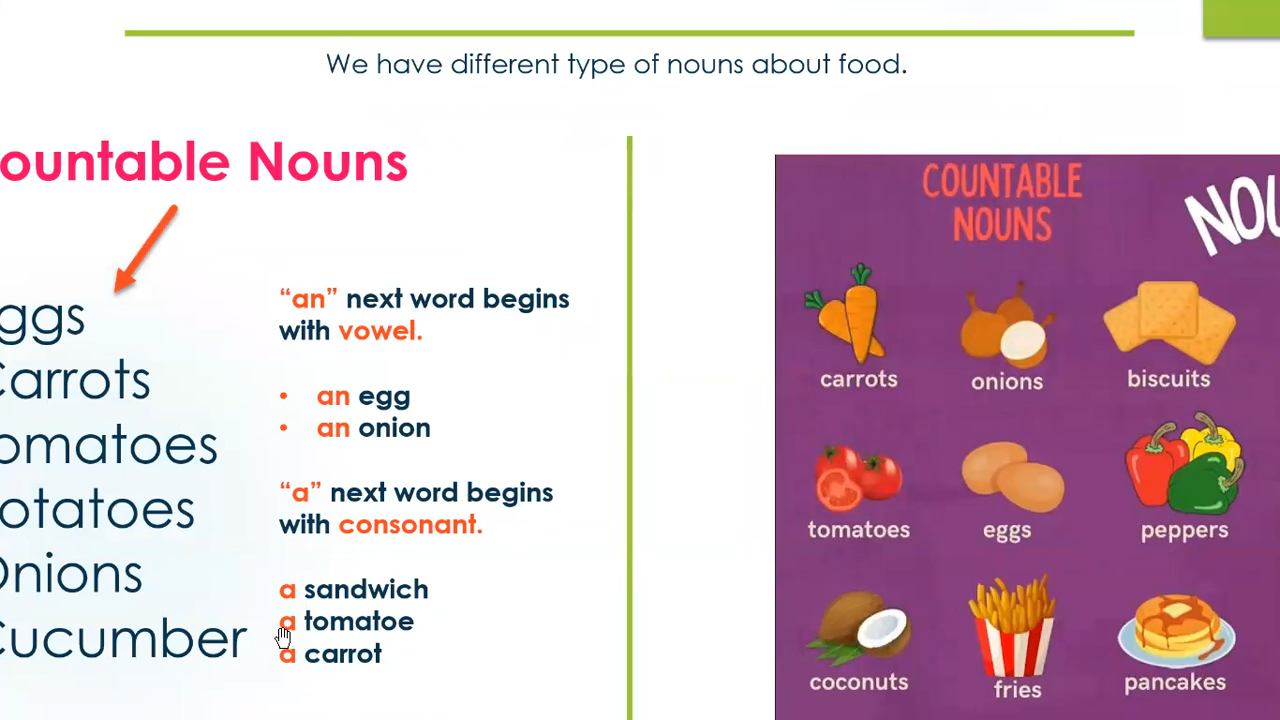 We have different type of nouns about food.
ountable Nouns
ggs
Carrots
omatoes
otatoes
Onions
Cucumber
“an” next word begins
with vowel.
• an egg
• an onion
“a” next word begins
with consonant.
a sandwich
a tomatoe
a carrot
COUNTABLE
NOUNS
NOU
carrots onions biscuits
tomatoes eggs peppers
coconuts fries pancakes